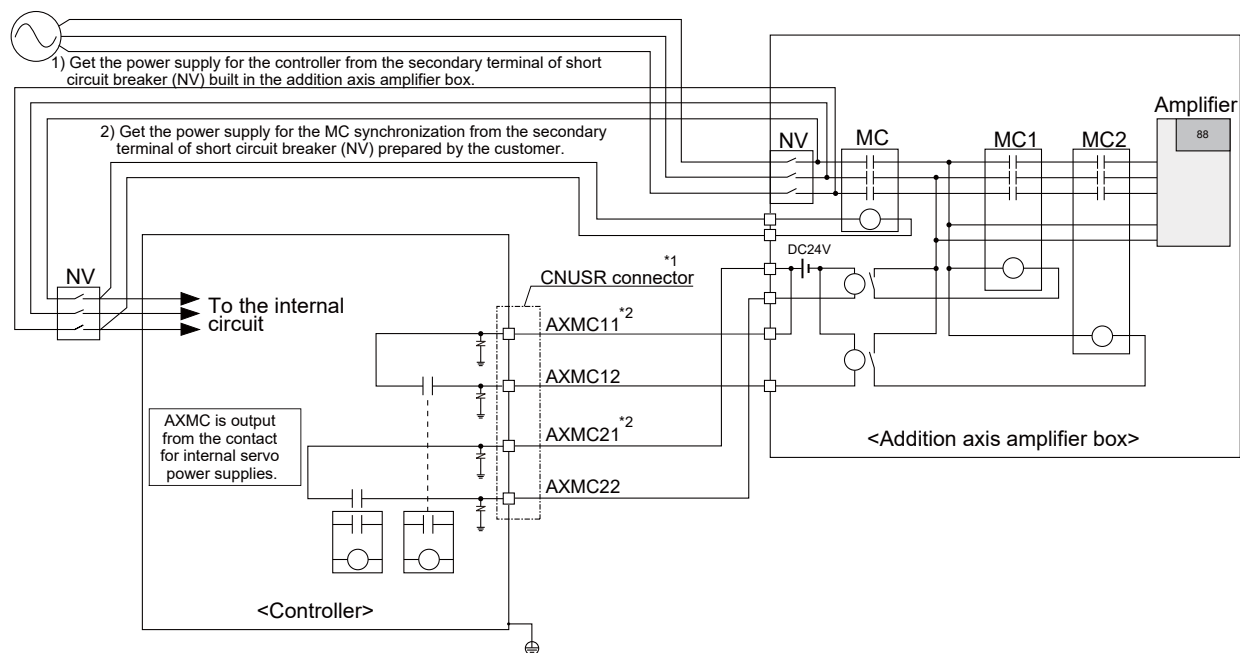 1) Get the power supply for the controller from the secondary terminal of short
circuit breaker (NV) built in the addition axis amplifier box.
2) Get the power supply for the MC synchronization from the secondary
terminal of short circuit breaker (NV) prepared by the customer.
Amplifier
88
NV
MC
MC1
MC2
DC24V
NV
To the internal
circuit
*1
CNUSR connector
AXMC11*2
AXMC12
AXMC21*2
AXMC22
AXMC is output
from the contact
for internal servo
power supplies.
<Addition axis amplifier box>
<Controller>